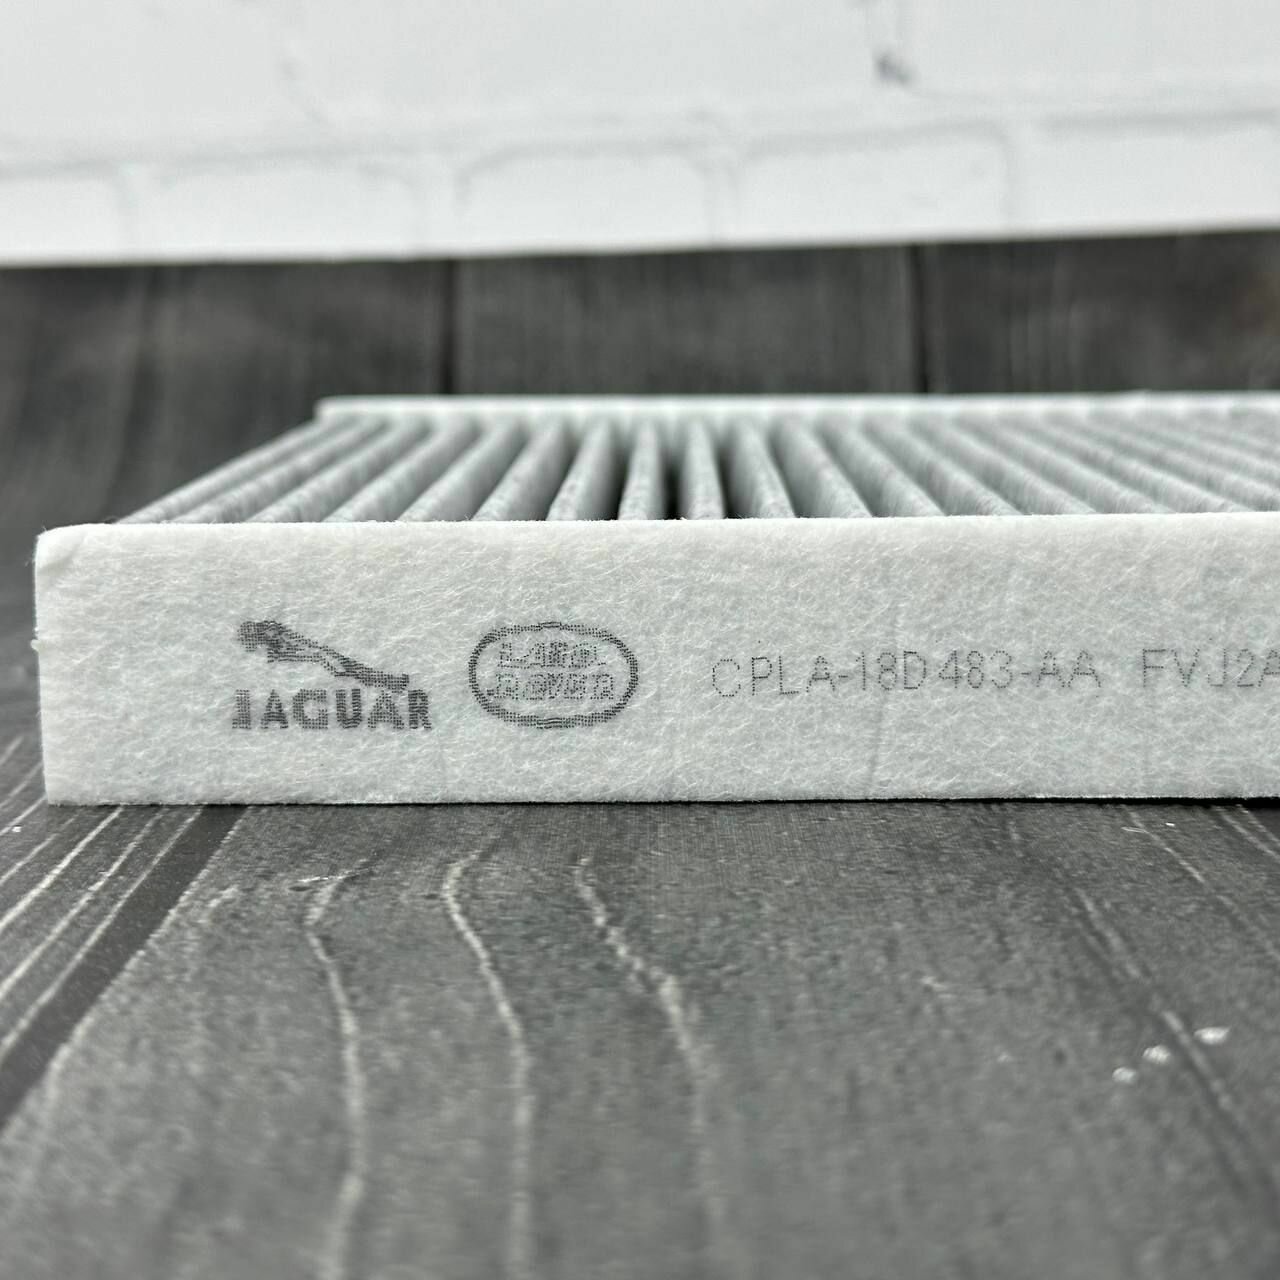 JAGUAR
LAND
ROVER
CPLA-18D483-AA FVJ2A